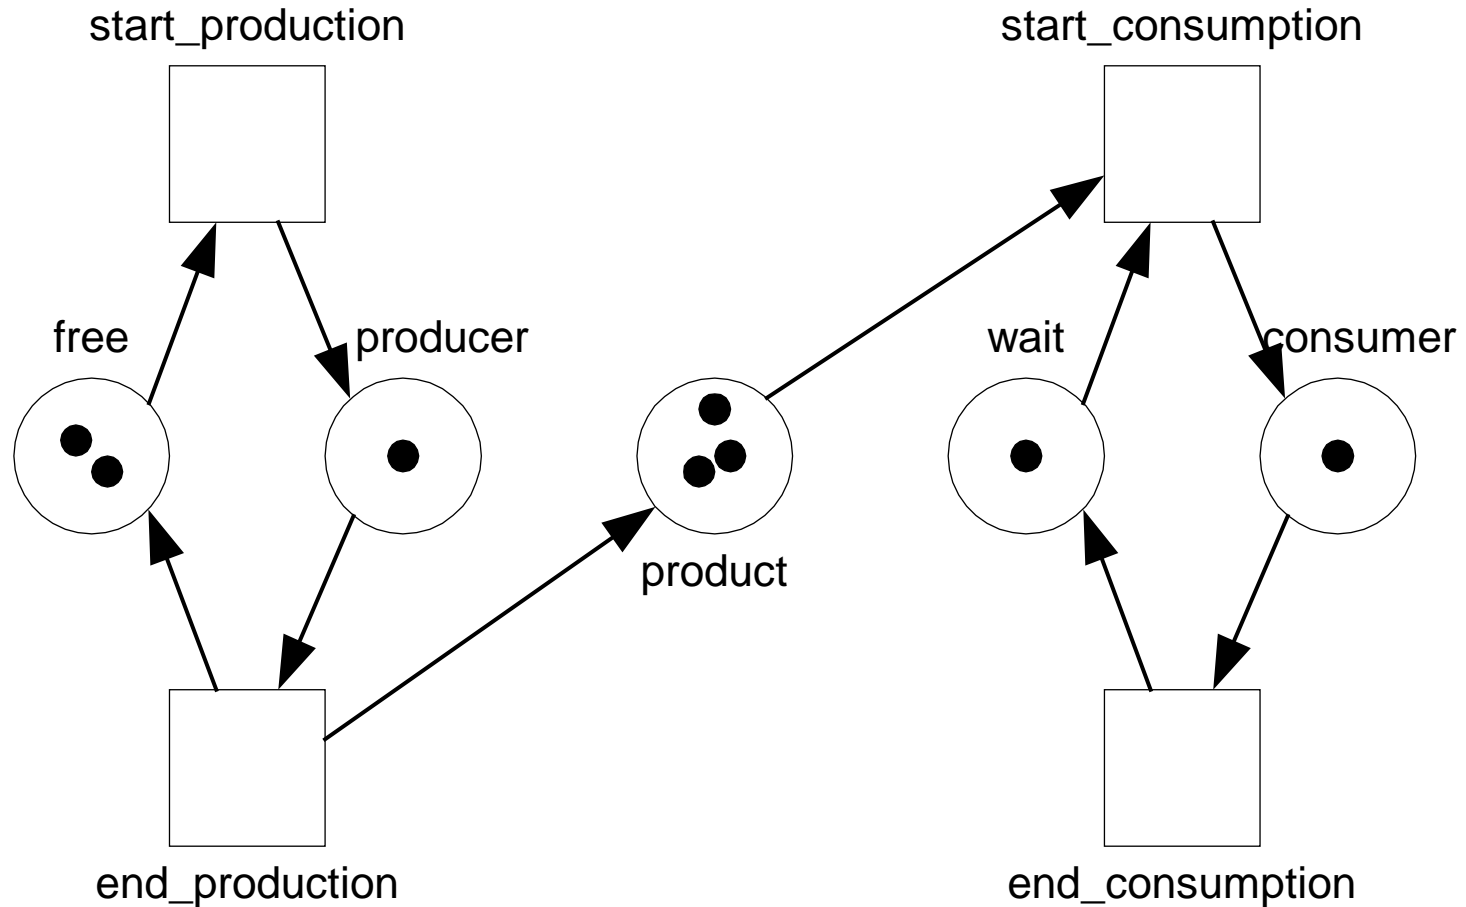 start_production
start_consumption
free
producer
wait
consumer
product
end_production
end_consumption